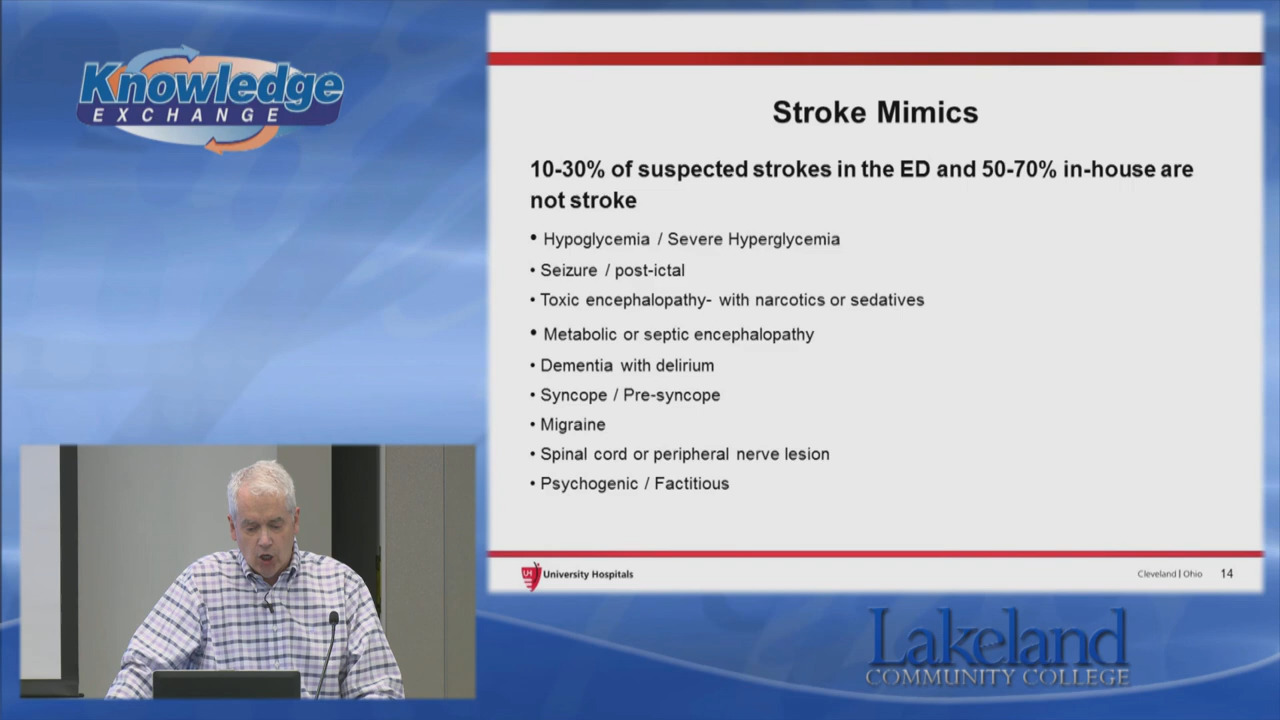 Knowledge
EXCHANGE
Stroke Mimics
10-30% of suspected strokes in the ED and 50-70% in-house are
not stroke
• Hypoglycemia / Severe Hyperglycemia
• Seizure / post-ictal
• Toxic encephalopathy- with narcotics or sedatives
• Metabolic or septic encephalopathy
• Dementia with delirium
• Syncope / Pre-syncope
• Migraine
• Spinal cord or peripheral nerve lesion
• Psychogenic / Factitious
UH University Hospitals
Cleveland | Ohio 14
Lakeland
COMMUNITY COLLEGE